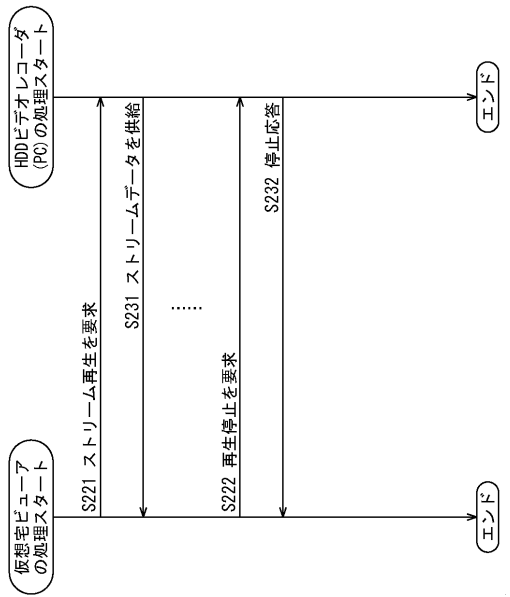 仮想宅ビューア
の処理スタート
HDDビデオレコーダ
(PC)の処理スタート
S221 ストリーム再生を要求
S231 ストリームデータを供給
……
S222 再生停止を要求
S232 停止応答
エンド
エンド